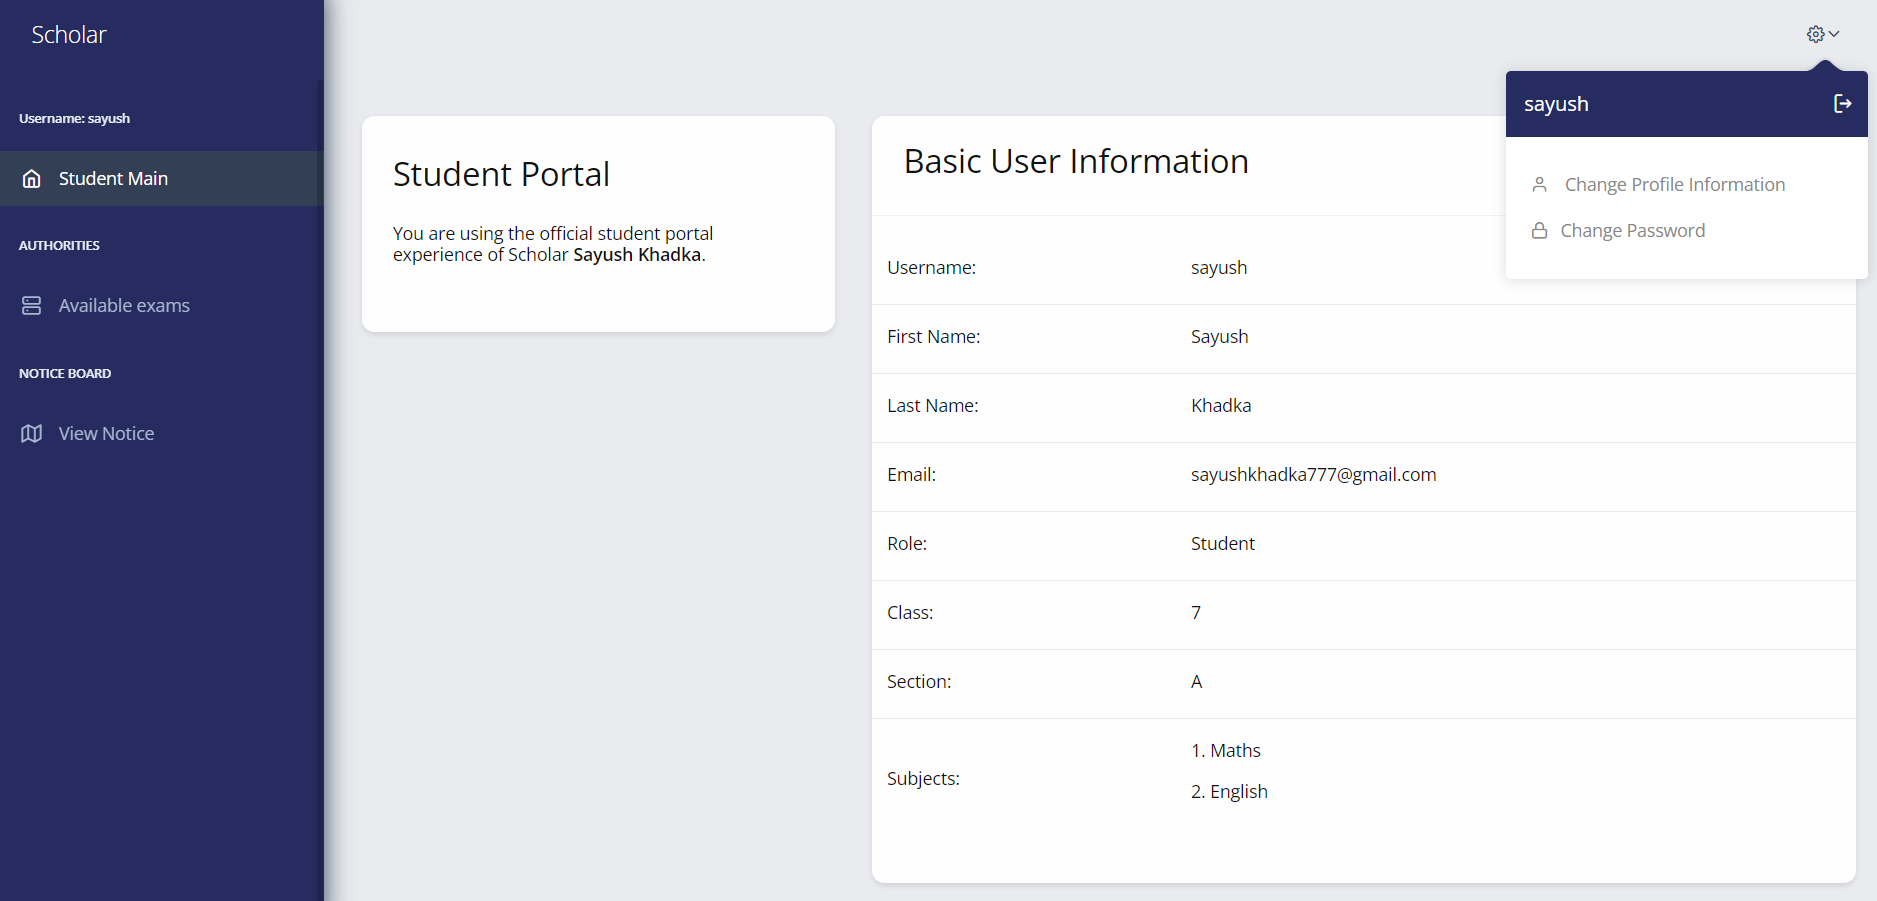 Scholar
Username: sayush
Student Main
AUTHORITIES
Available exams
NOTICE BOARD
View Notice
Student Portal
You are using the official student portal
experience of Scholar Sayush Khadka.
Basic User Information
Username: sayush
First Name: Sayush
Last Name: Khadka
Email: sayushkhadka777@gmail.com
Role: Student
Class: 7
Section: A
Subjects:
1. Maths
2. English
sayush
Change Profile Information
Change Password